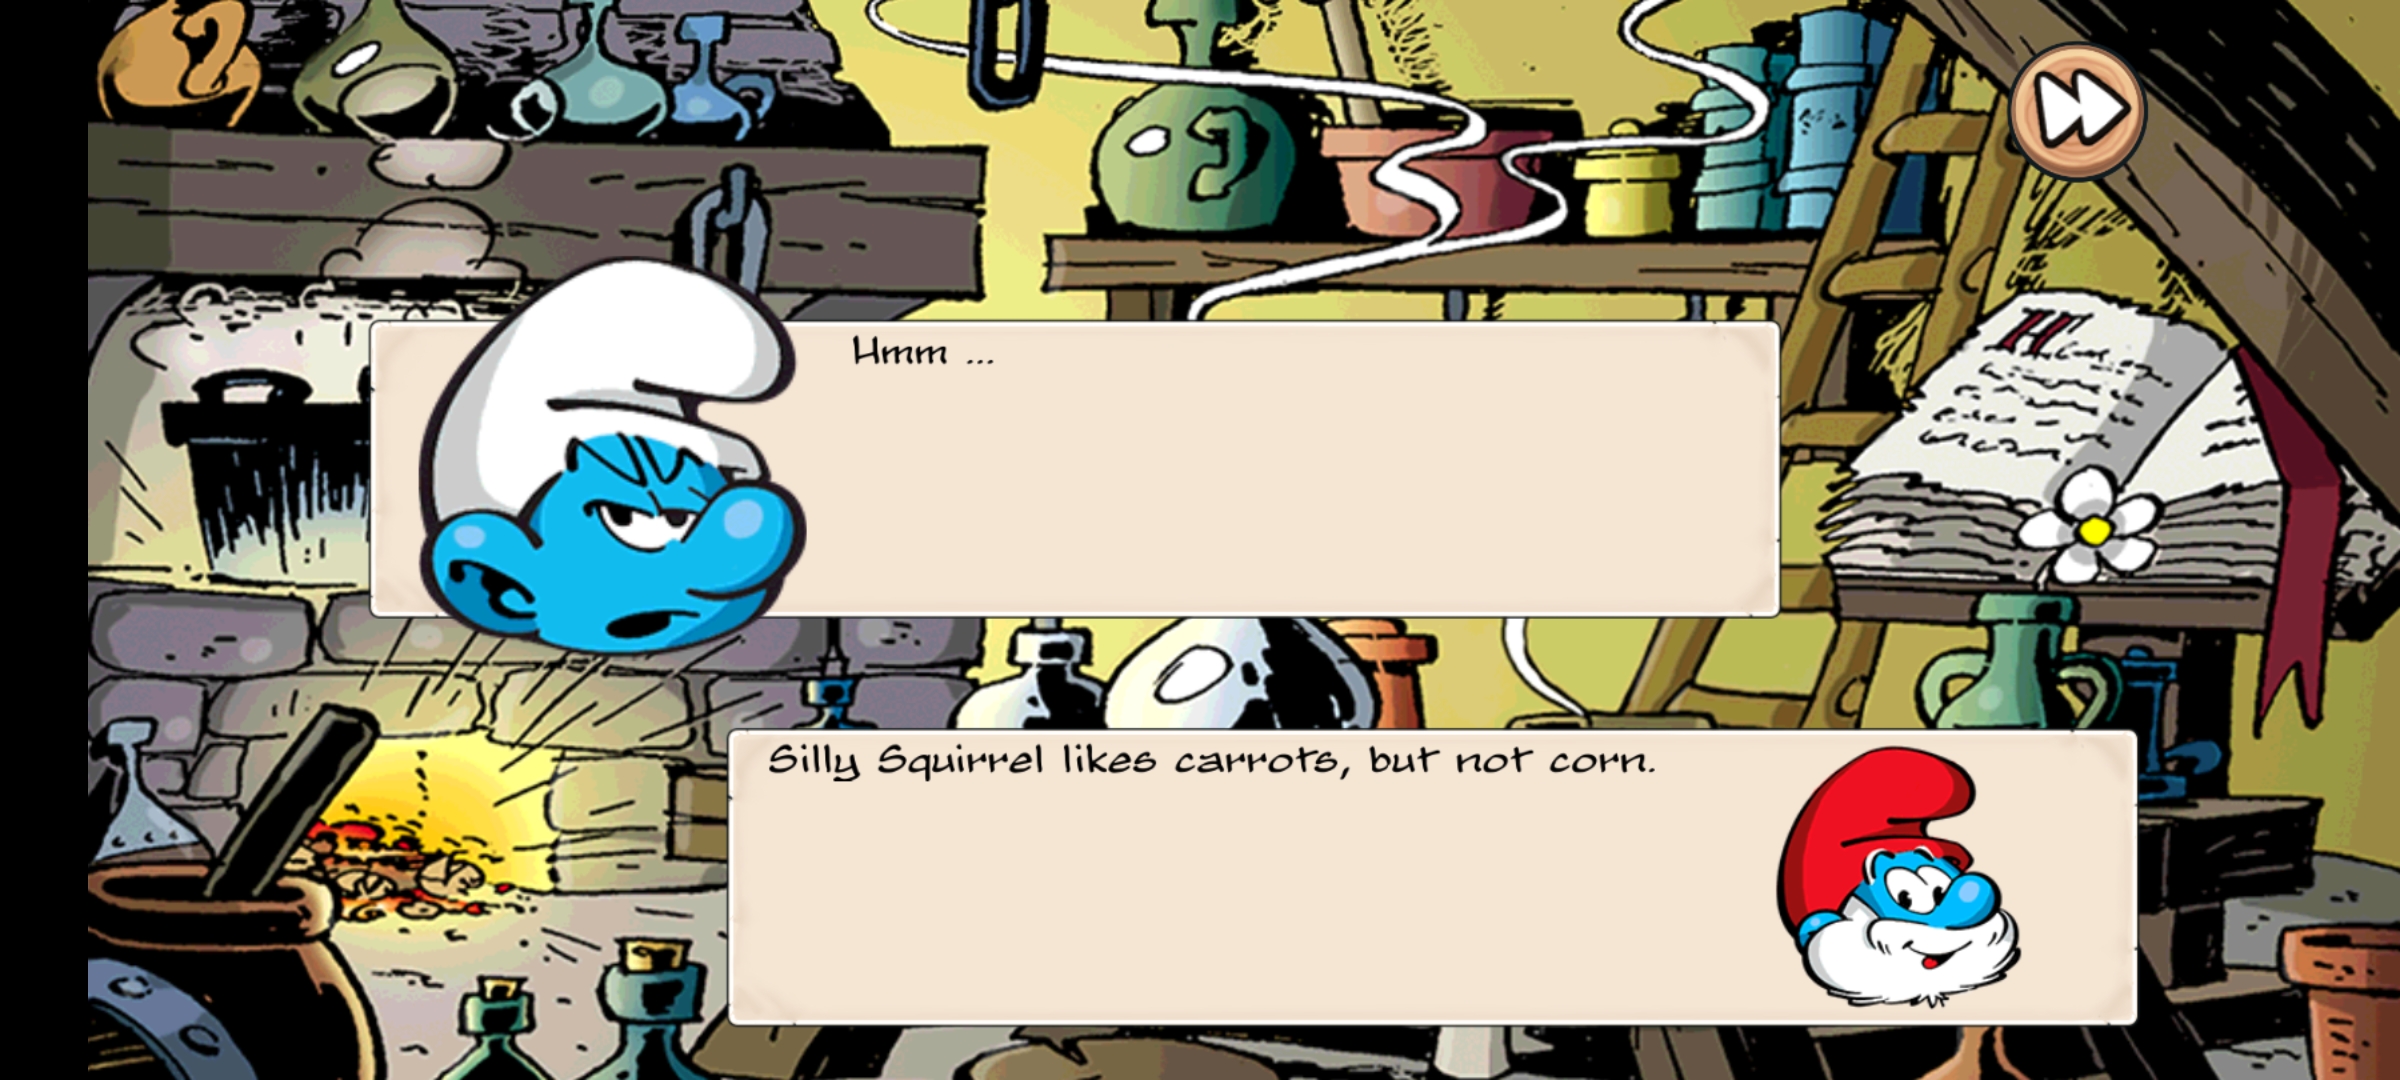 Hmm ...
Silly Squirrel likes carrots, but not corn.